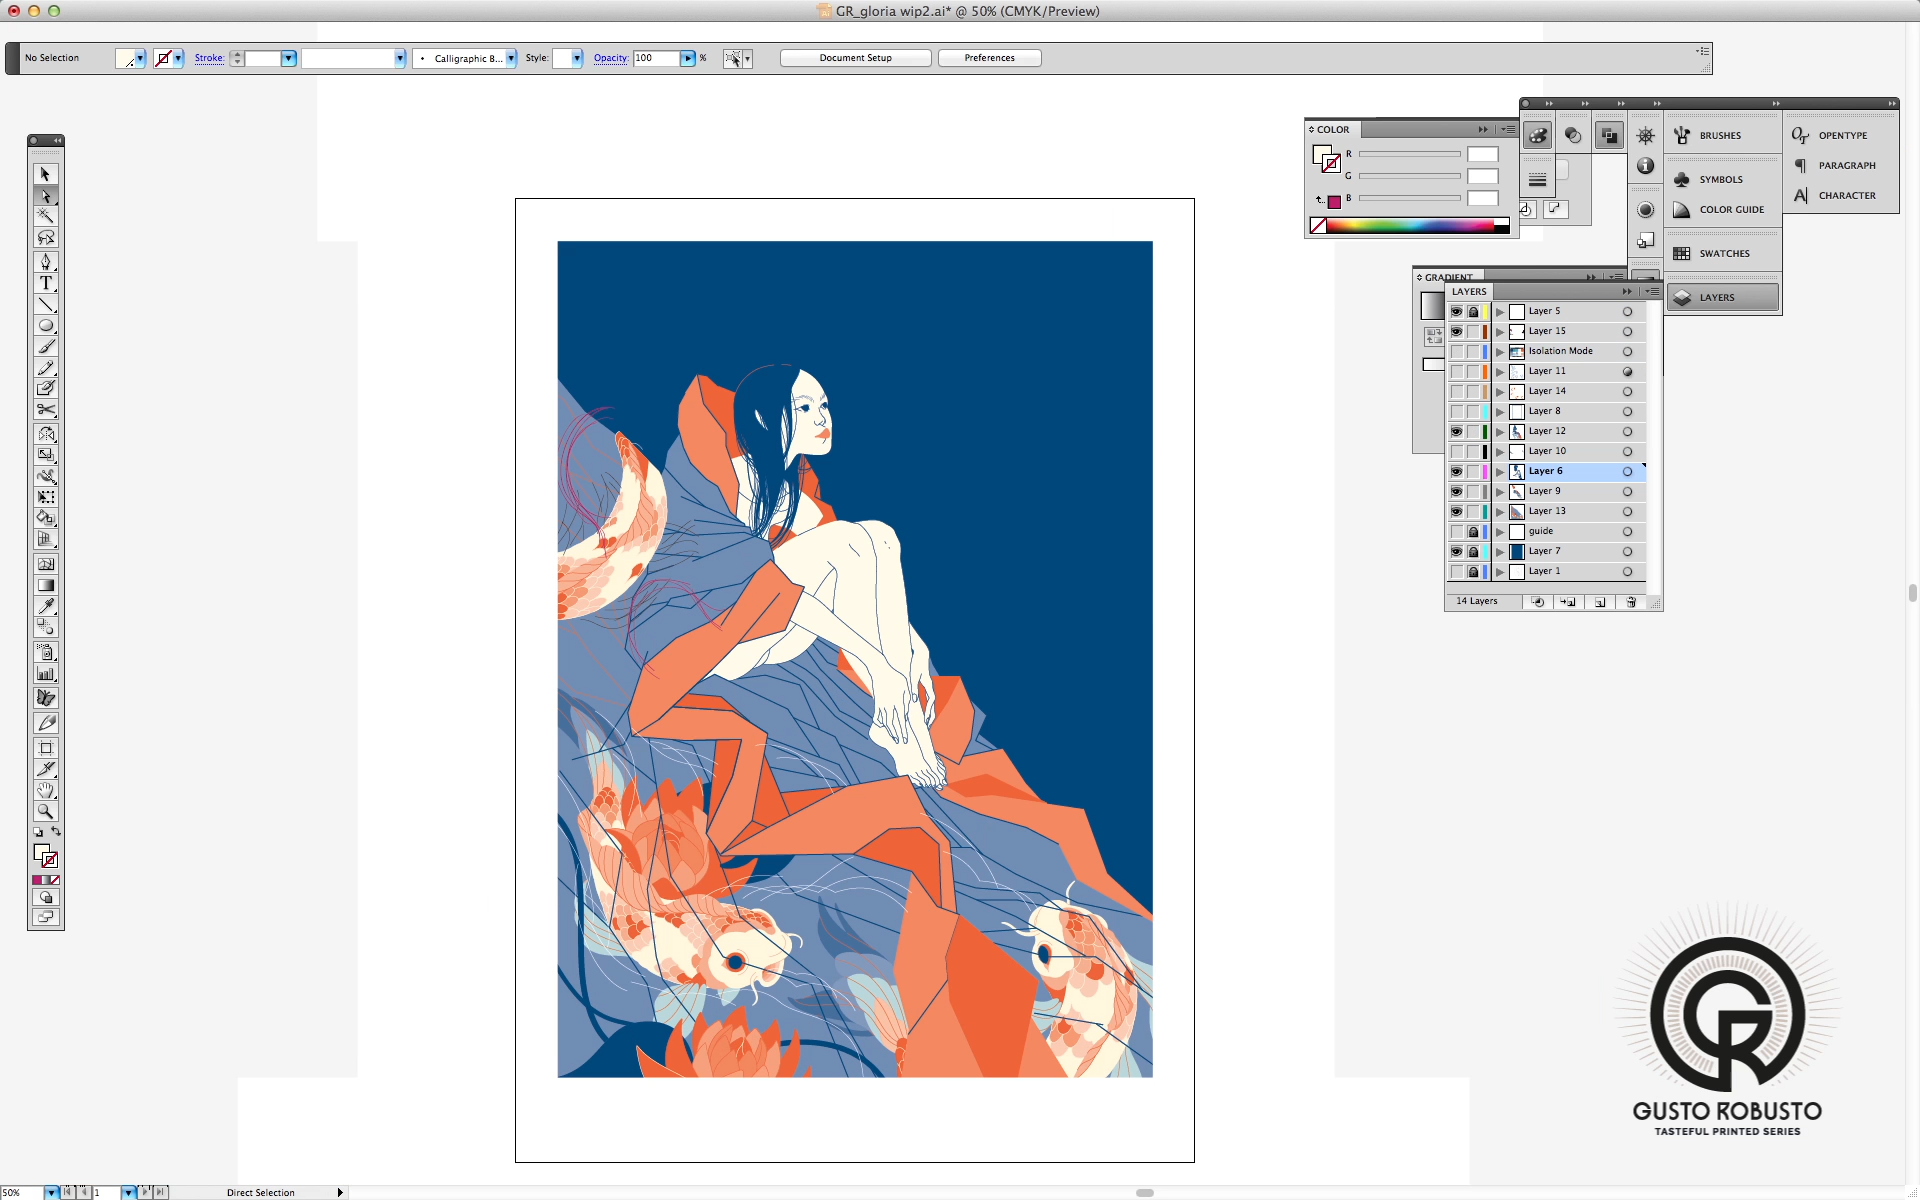 GR_gloria wip2.ai* @ 50% (CMYK/Preview)
No Selection
Stroke:
Calligraphic B...
Style:
Opacity: 100 %
Document Setup
Preferences
COLOR
R
G
B
BRUSHES
SYMBOLS
COLOR GUIDE
SWATCHES
LAYERS
OPENTYPE
PARAGRAPH
CHARACTER
GRADIENT
LAYERS
Layer 5
Layer 15
Isolation Mode
Layer 11
Layer 14
Layer 8
Layer 12
Layer 10
Layer 6
Layer 9
Layer 13
guide
Layer 7
Layer 1
14 Layers
GR
GUSTO ROBUSTO
TASTEFUL PRINTED SERIES
50%
1
Direct Selection